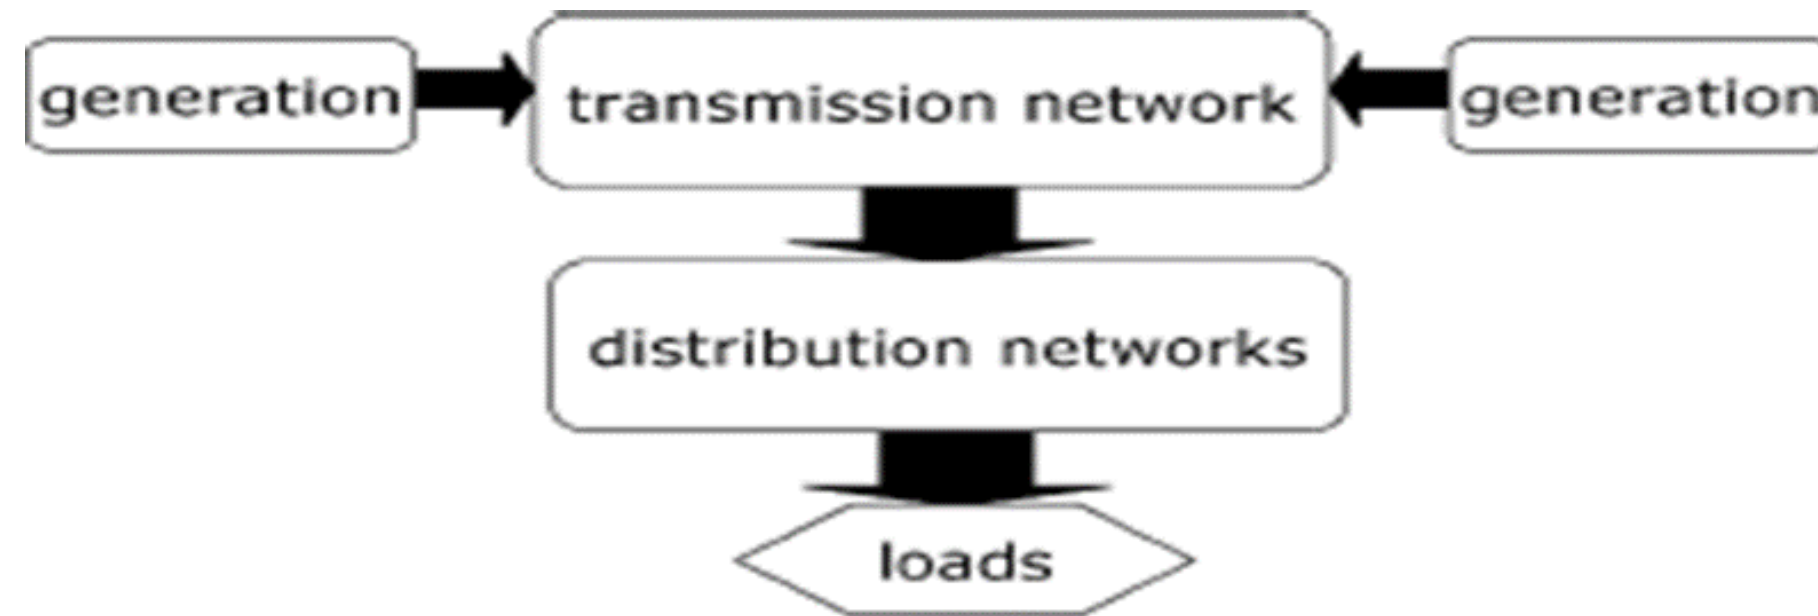 generation
transmission network
generation
distribution networks
loads